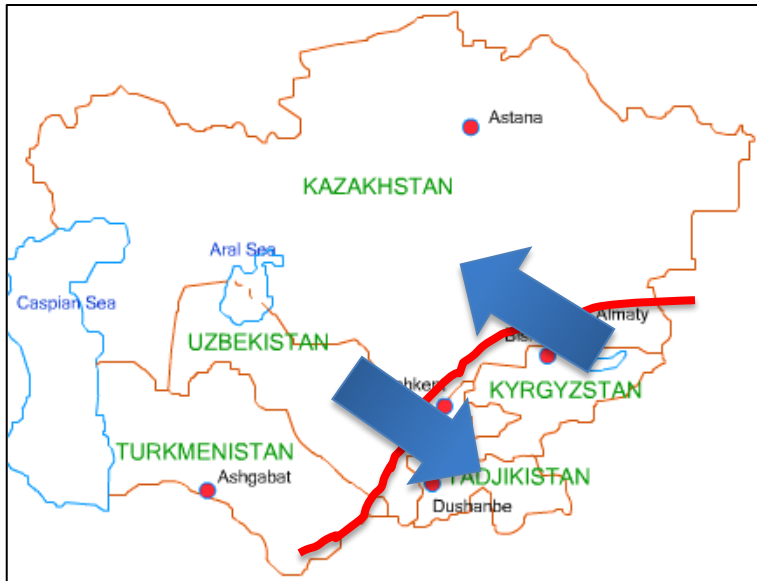 Astana
KAZAKHSTAN
Aral Sea
Caspian Sea
Almaty
UZBEKISTAN
KYRGYZSTAN
TURKMENISTAN
Ashgabat
TADJIKISTAN
Dushanbe